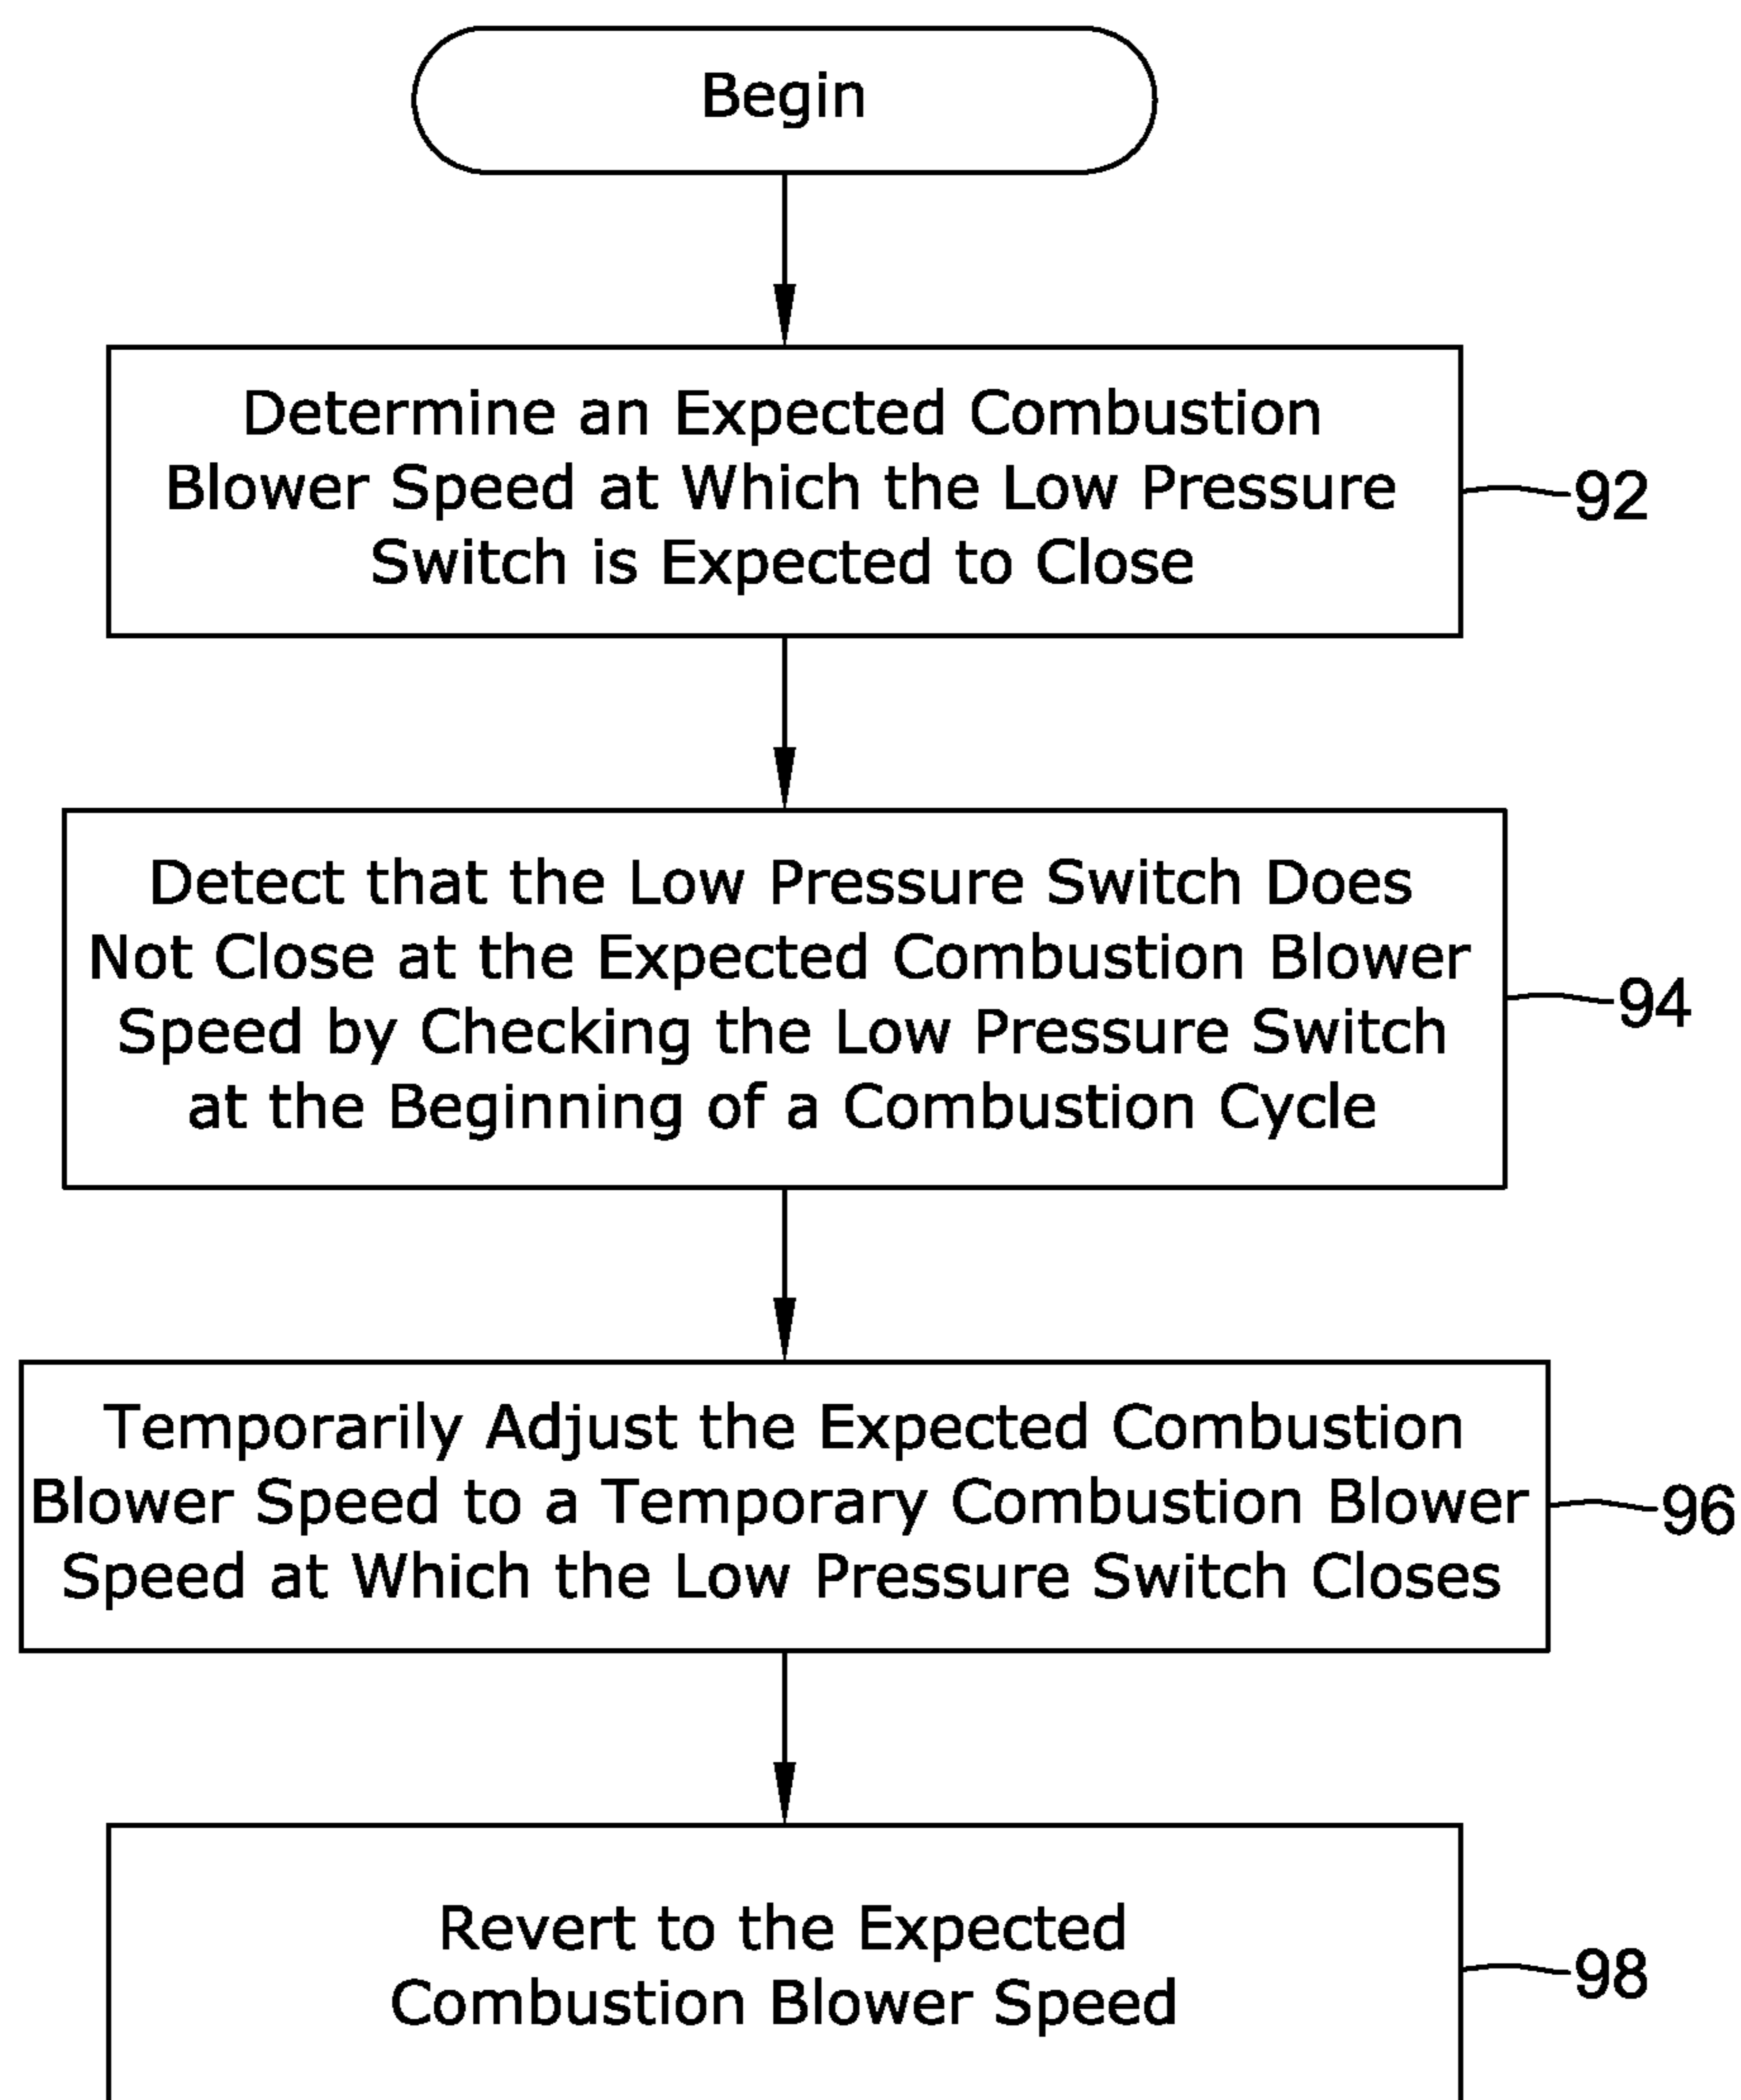 Begin
Determine an Expected Combustion
Blower Speed at Which the Low Pressure
Switch is Expected to Close
92
Detect that the Low Pressure Switch Does
Not Close at the Expected Combustion Blower
Speed by Checking the Low Pressure Switch
at the Beginning of a Combustion Cycle
94
Temporarily Adjust the Expected Combustion
Blower Speed to a Temporary Combustion Blower
Speed at Which the Low Pressure Switch Closes
96
Revert to the Expected
Combustion Blower Speed
98